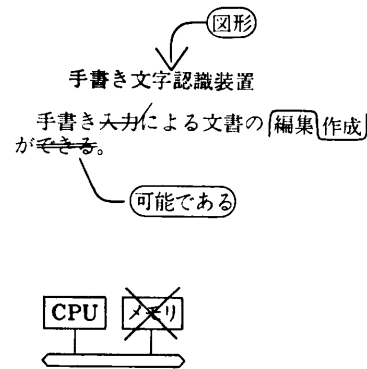 図形
手書き文字認識装置
手書き入力による文書の編集作成
ができる。
可能である
CPU メモリ